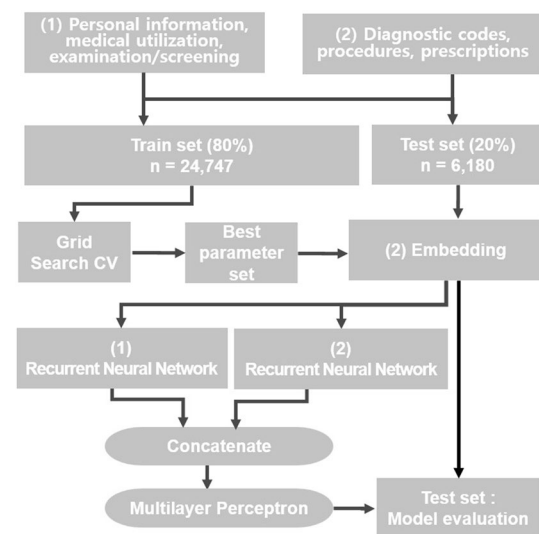 (1) Personal information,
medical utilization,
examination/screening
(2) Diagnostic codes,
procedures, prescriptions
Train set (80%)
n = 24,747
Test set (20%)
n = 6,180
Grid
Search CV
Best
parameter
set
(2) Embedding
(1)
Recurrent Neural Network
(2)
Recurrent Neural Network
Concatenate
Multilayer Perceptron
Test set :
Model evaluation